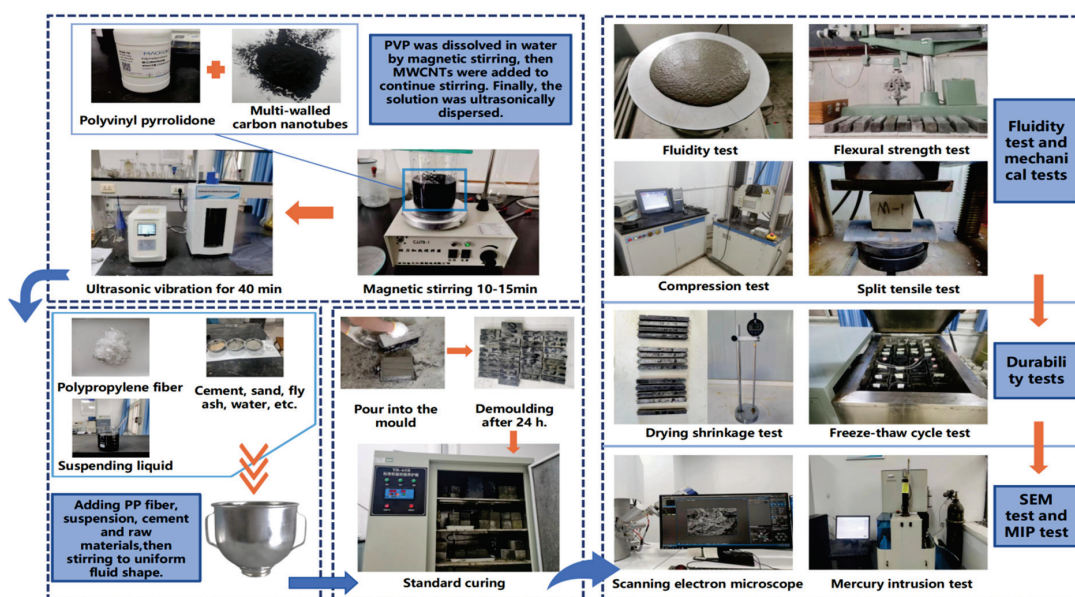 Polyvinyl pyrrolidone
Multi-walled
carbon nanotubes
PVP was dissolved in water
by magnetic stirring, then
MWCNTs were added to
continue stirring. Finally, the
solution was ultrasonically
dispersed.
Ultrasonic vibration for 40 min
Magnetic stirring 10-15min
Polypropylene fiber
Cement, sand, fly
ash, water, etc.
Suspending liquid
Adding PP fiber,
suspension, cement
and raw
materials,then
stirring to uniform
fluid shape.
Pour into the
mould
Demoulding
after 24 h.
Standard curing
Fluidity test
Flexural strength test
M-1
Compression test
Split tensile test
Fluidity
test and
mechani
cal tests
Drying shrinkage test
Freeze-thaw cycle test
Durabili
ty tests
Scanning electron microscope
Mercury intrusion test
SEM
test and
MIP test